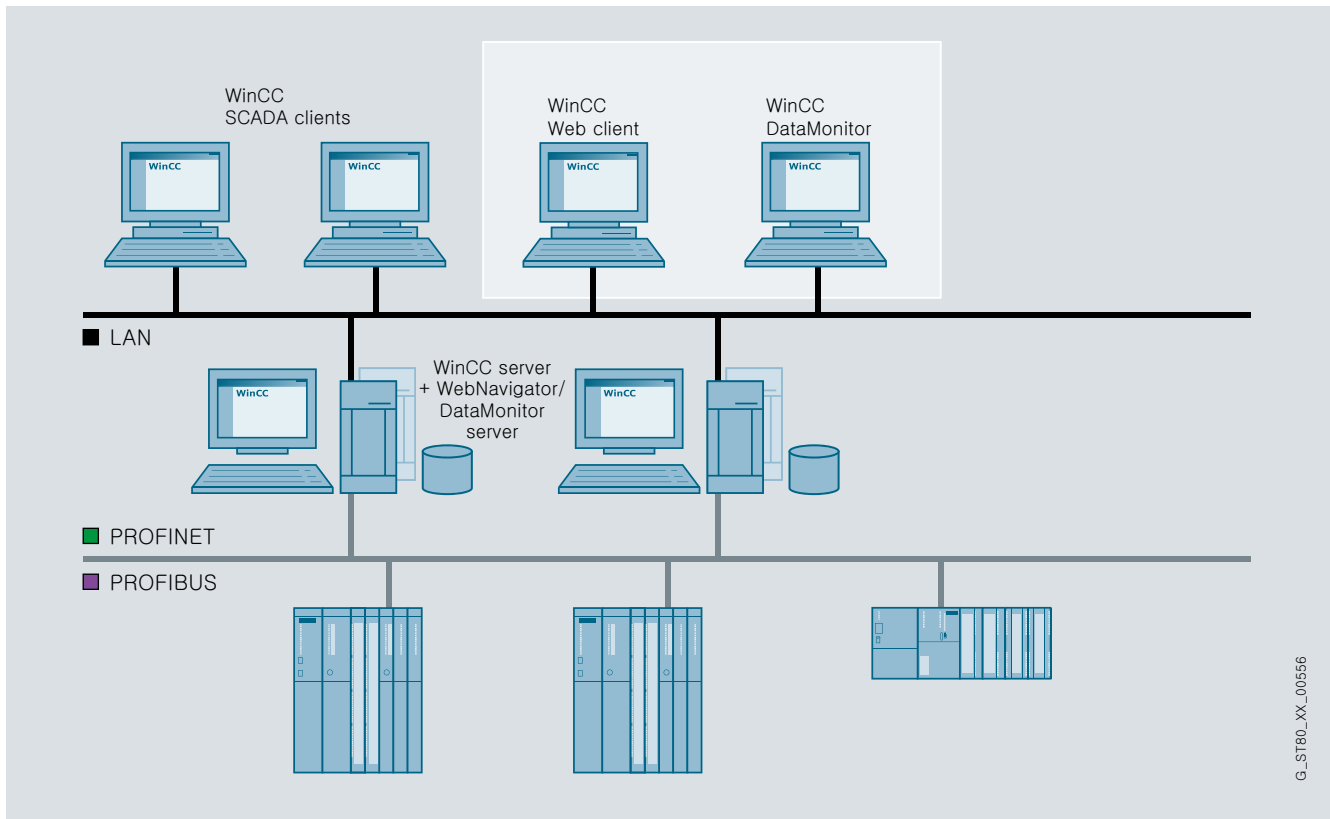 WinCC
SCADA clients
WinCC
Web client
WinCC
DataMonitor
WinCC
WinCC
WinCC
WinCC
LAN
WinCC server
+ WebNavigator/
DataMonitor
server
WinCC
WinCC
PROFINET
PROFIBUS
G_ST80_XX_00556